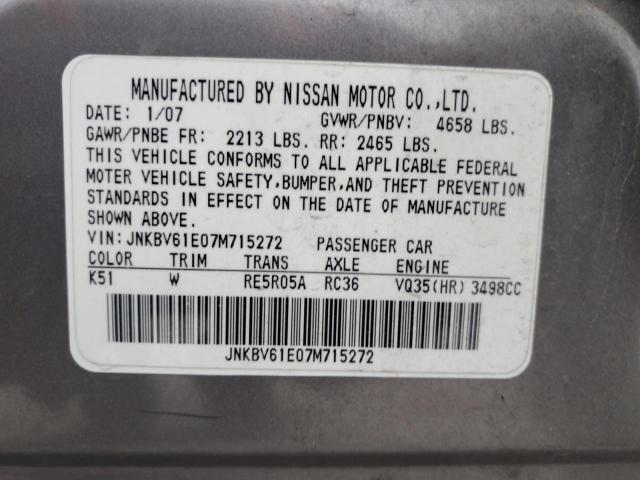 MANUFACTURED BY NISSAN MOTOR CO.,LTD.
DATE: 1/07 GVWR/PNBV: 4658 LBS.
GAWR/PNBE FR: 2213 LBS. RR: 2465 LBS.
THIS VEHICLE CONFORMS TO ALL APPLICABLE FEDERAL
MOTER VEHICLE SAFETY,BUMPER,AND THEFT PREVENTION
STANDARDS IN EFFECT ON THE DATE OF MANUFACTURE
SHOWN ABOVE.
VIN:JNKBV61E07M715272 PASSENGER CAR
COLOR TRIM TRANS AXLE ENGINE
K51 W RE5R05A RC36 VQ35(HR) 3498CC
JNKBV61E07M715272